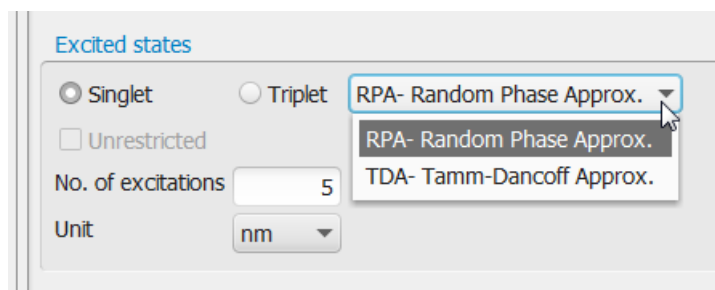 Excited states
Singlet Triplet RPA- Random Phase Approx.
Unrestricted RPA- Random Phase Approx.
No. of excitations 5 TDA- Tamm-Dancoff Approx.
Unit nm